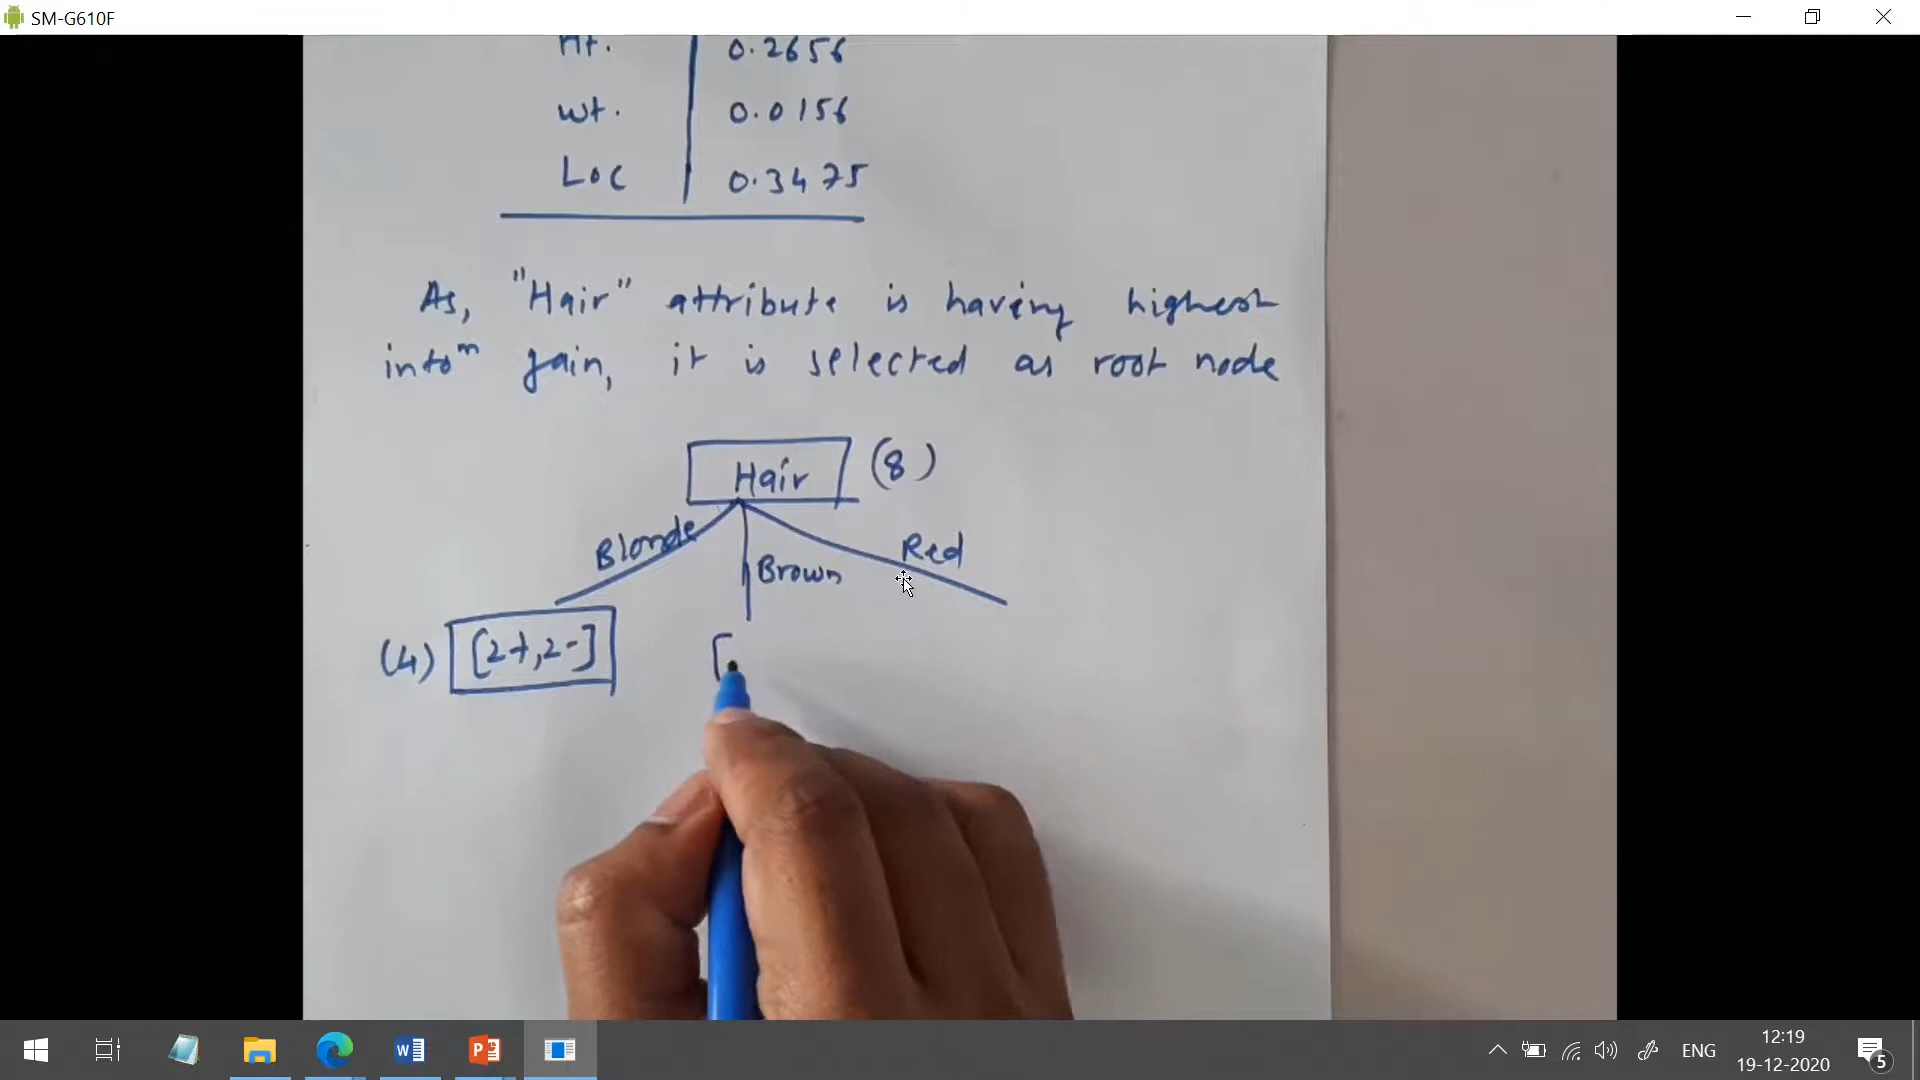 SM-G610F
Ht. 0.2656
wt. 0.0156
Loc 0.3475
As, "Hair" attribute is having highest
infoᵐ gain, it is selected as root node
Hair (8)
Blonde Brown Red
(4) [2+,2-] [
12:19
ENG
19-12-2020
5